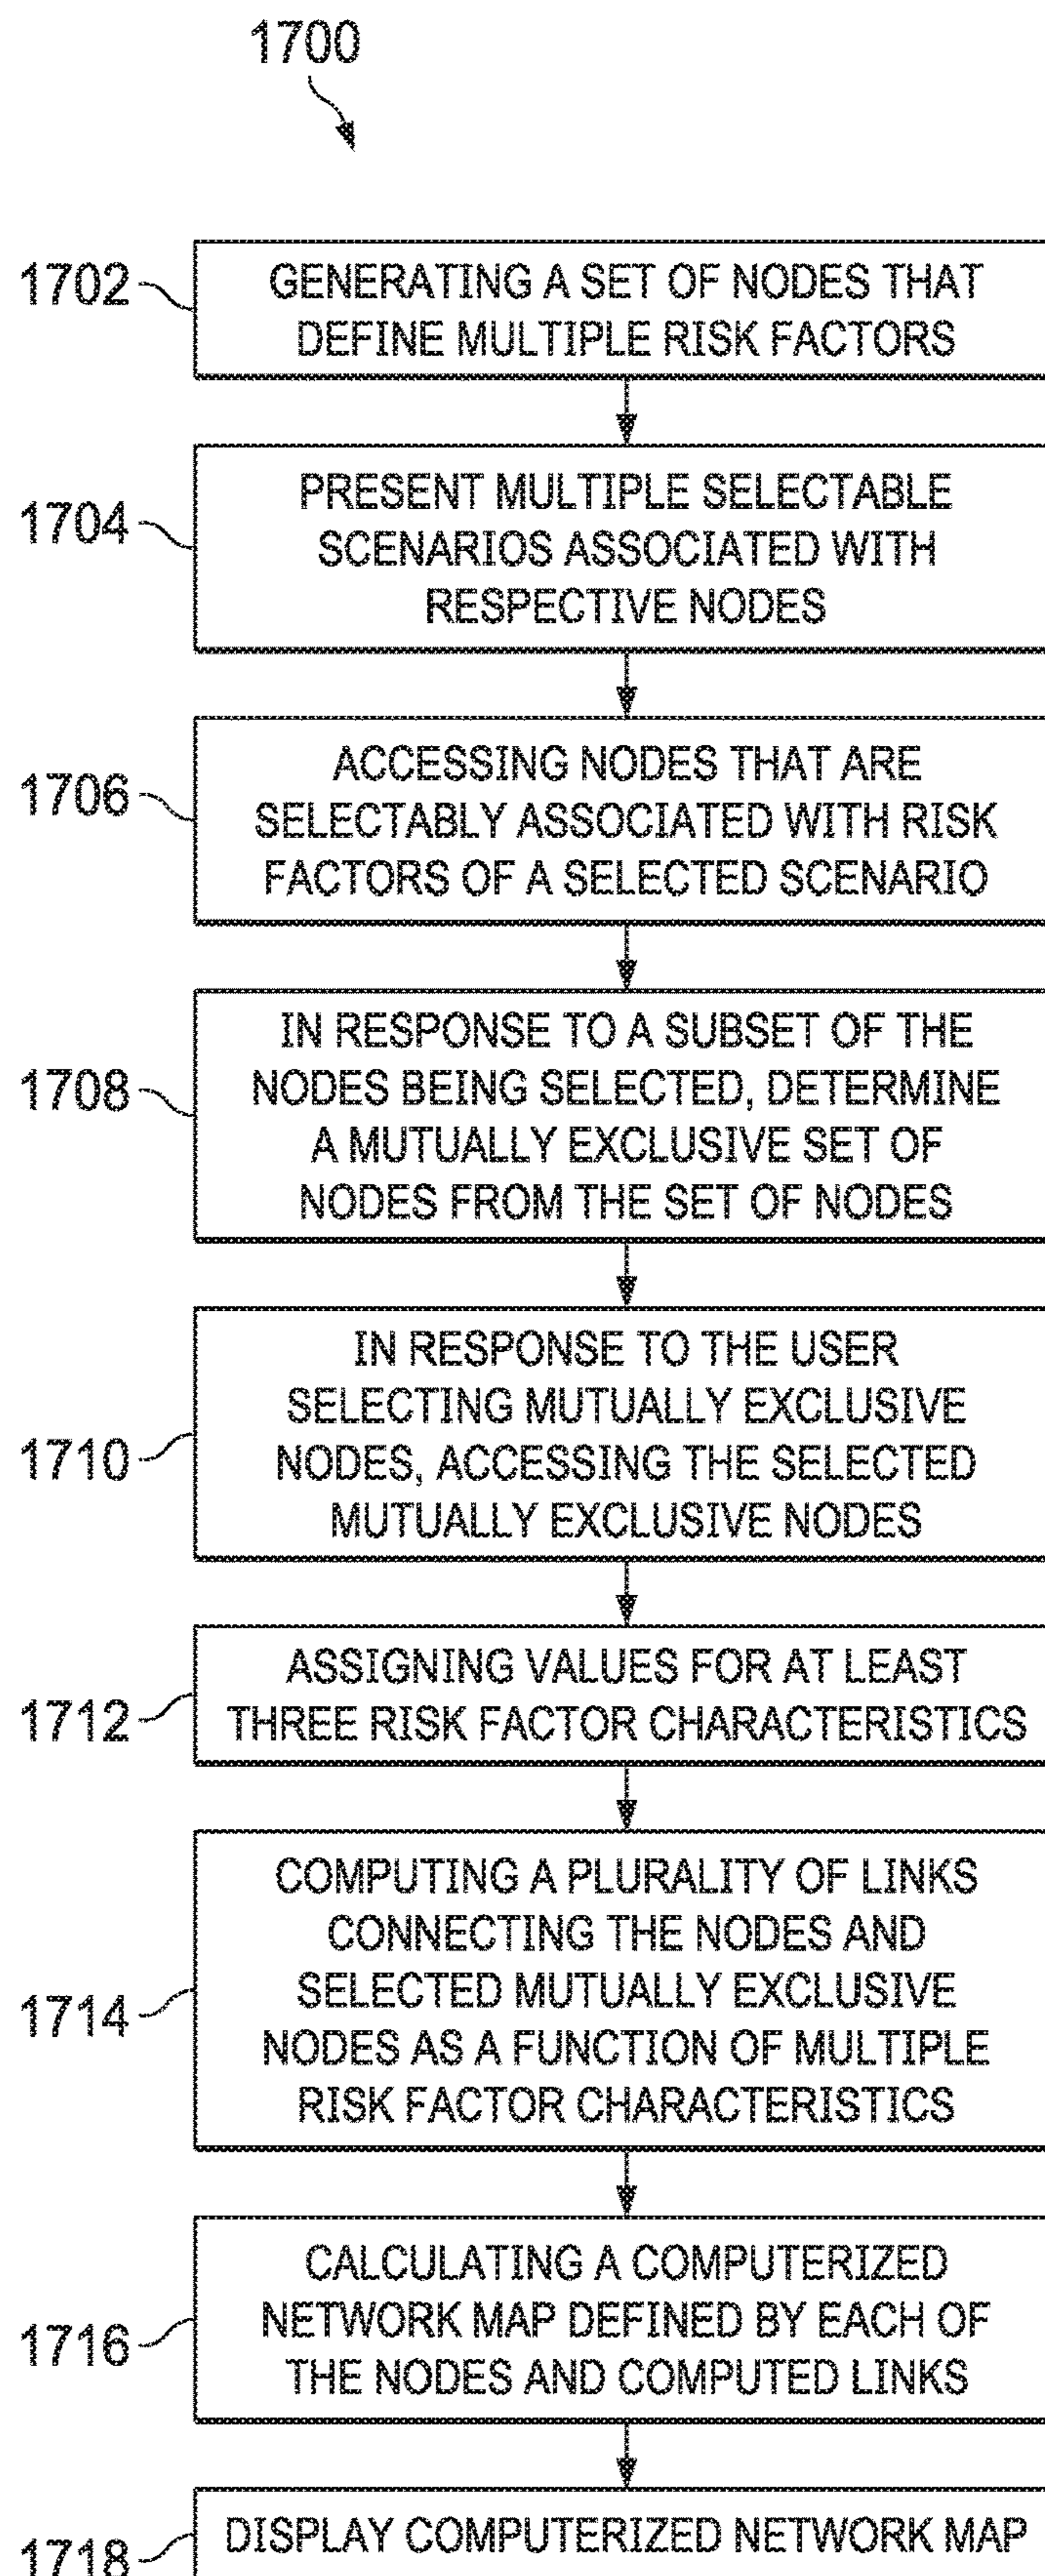 1700
1702
GENERATING A SET OF NODES THAT
DEFINE MULTIPLE RISK FACTORS
1704
PRESENT MULTIPLE SELECTABLE
SCENARIOS ASSOCIATED WITH
RESPECTIVE NODES
1706
ACCESSING NODES THAT ARE
SELECTABLY ASSOCIATED WITH RISK
FACTORS OF A SELECTED SCENARIO
1708
IN RESPONSE TO A SUBSET OF THE
NODES BEING SELECTED, DETERMINE
A MUTUALLY EXCLUSIVE SET OF
NODES FROM THE SET OF NODES
1710
IN RESPONSE TO THE USER
SELECTING MUTUALLY EXCLUSIVE
NODES, ACCESSING THE SELECTED
MUTUALLY EXCLUSIVE NODES
1712
ASSIGNING VALUES FOR AT LEAST
THREE RISK FACTOR CHARACTERISTICS
1714
COMPUTING A PLURALITY OF LINKS
CONNECTING THE NODES AND
SELECTED MUTUALLY EXCLUSIVE
NODES AS A FUNCTION OF MULTIPLE
RISK FACTOR CHARACTERISTICS
1716
CALCULATING A COMPUTERIZED
NETWORK MAP DEFINED BY EACH OF
THE NODES AND COMPUTED LINKS
1718
DISPLAY COMPUTERIZED NETWORK MAP